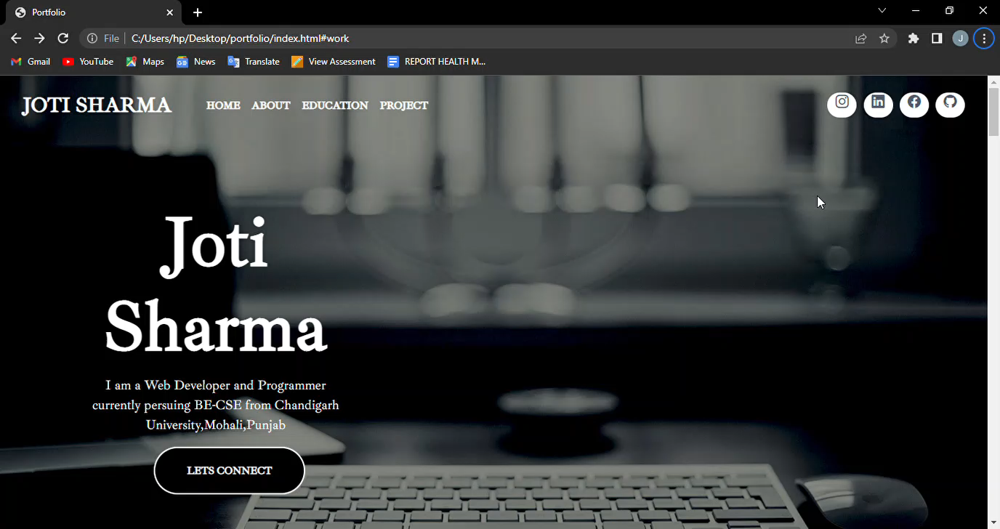 Portfolio
File
C:/Users/hp/Desktop/portfolio/index.html#work
J
Gmail YouTube Maps News Translate View Assessment REPORT HEALTH M...
JOTI SHARMA HOME ABOUT EDUCATION PROJECT
Joti
Sharma
I am a Web Developer and Programmer
currently persuing BE-CSE from Chandigarh
University,Mohali,Punjab
LETS CONNECT